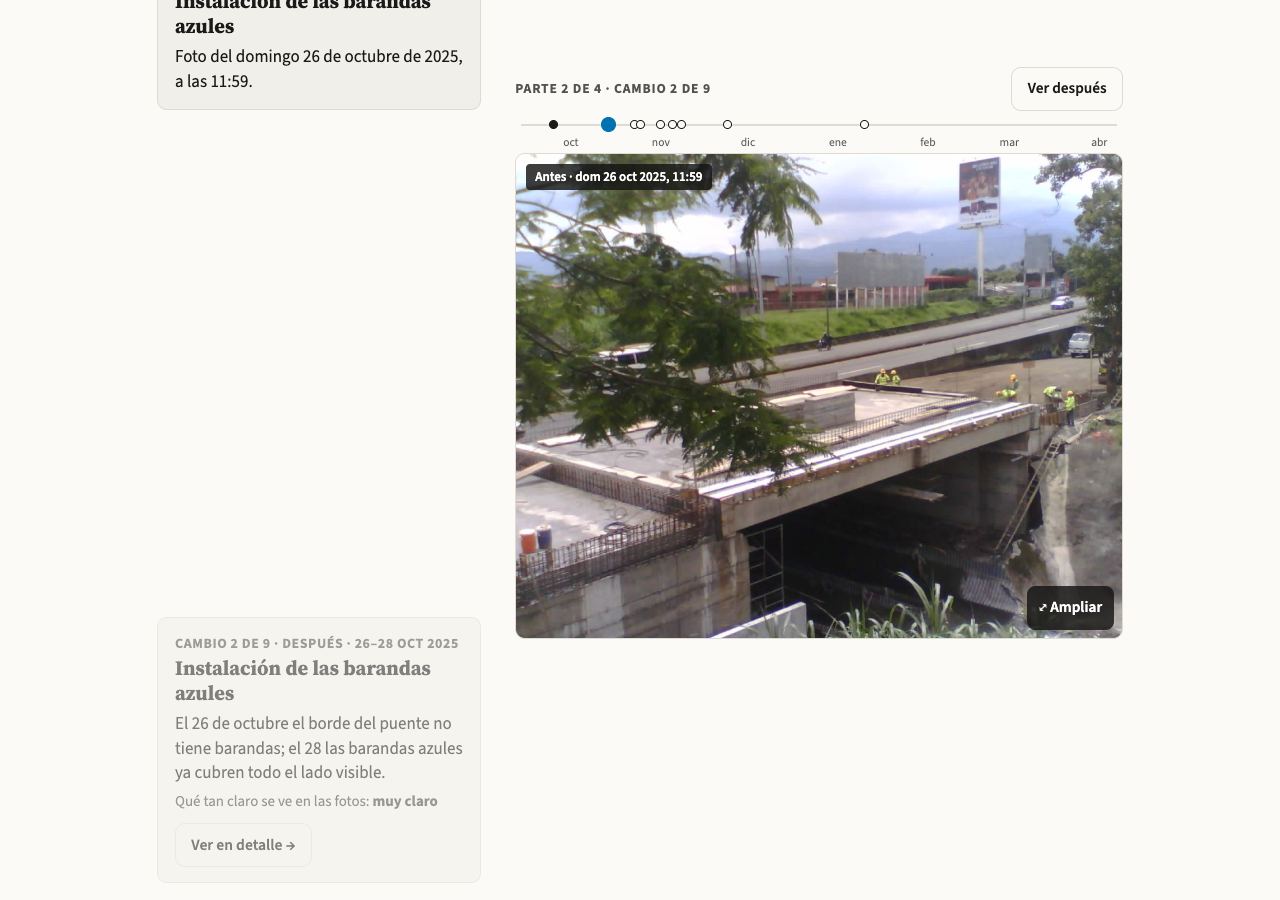 Instalación de las barandas
azules
Foto del domingo 26 de octubre de 2025,
a las 11:59.
PARTE 2 DE 4 · CAMBIO 2 DE 9
Ver después
oct nov dic ene feb mar abr
Antes · dom 26 oct 2025, 11:59
⤢ Ampliar
CAMBIO 2 DE 9 · DESPUÉS · 26–28 OCT 2025
Instalación de las barandas
azules
El 26 de octubre el borde del puente no
tiene barandas; el 28 las barandas azules
ya cubren todo el lado visible.
Qué tan claro se ve en las fotos: muy claro
Ver en detalle →